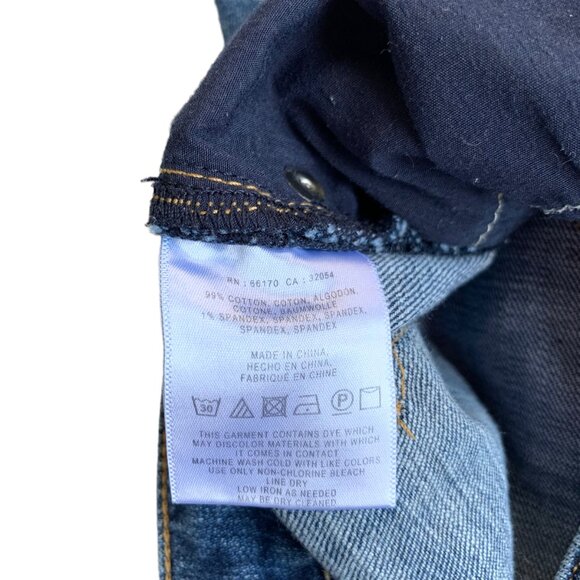 RN : 66170 CA : 32054
99% COTTON, COTON, ALGODON,
COTONE, BAUMWOLLE
1% SPANDEX, SPANDEX, SPANDEX,
SPANDEX, SPANDEX
MADE IN CHINA,
HECHO EN CHINA,
FABRIQUÉ EN CHINE
30 P
THIS GARMENT CONTAINS DYE WHICH
MAY DISCOLOR MATERIALS WITH WHICH
IT COMES IN CONTACT
MACHINE WASH COLD WITH LIKE COLORS
USE ONLY NON-CHLORINE BLEACH
LINE DRY
LOW IRON AS NEEDED
MAY BE DRY CLEANED